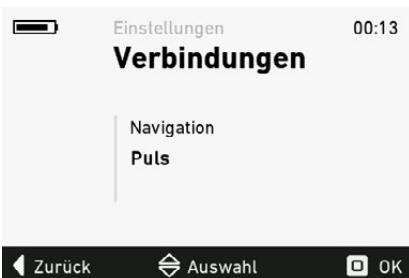 Einstellungen 00:13
Verbindungen
Navigation
Puls
Zurück Auswahl OK